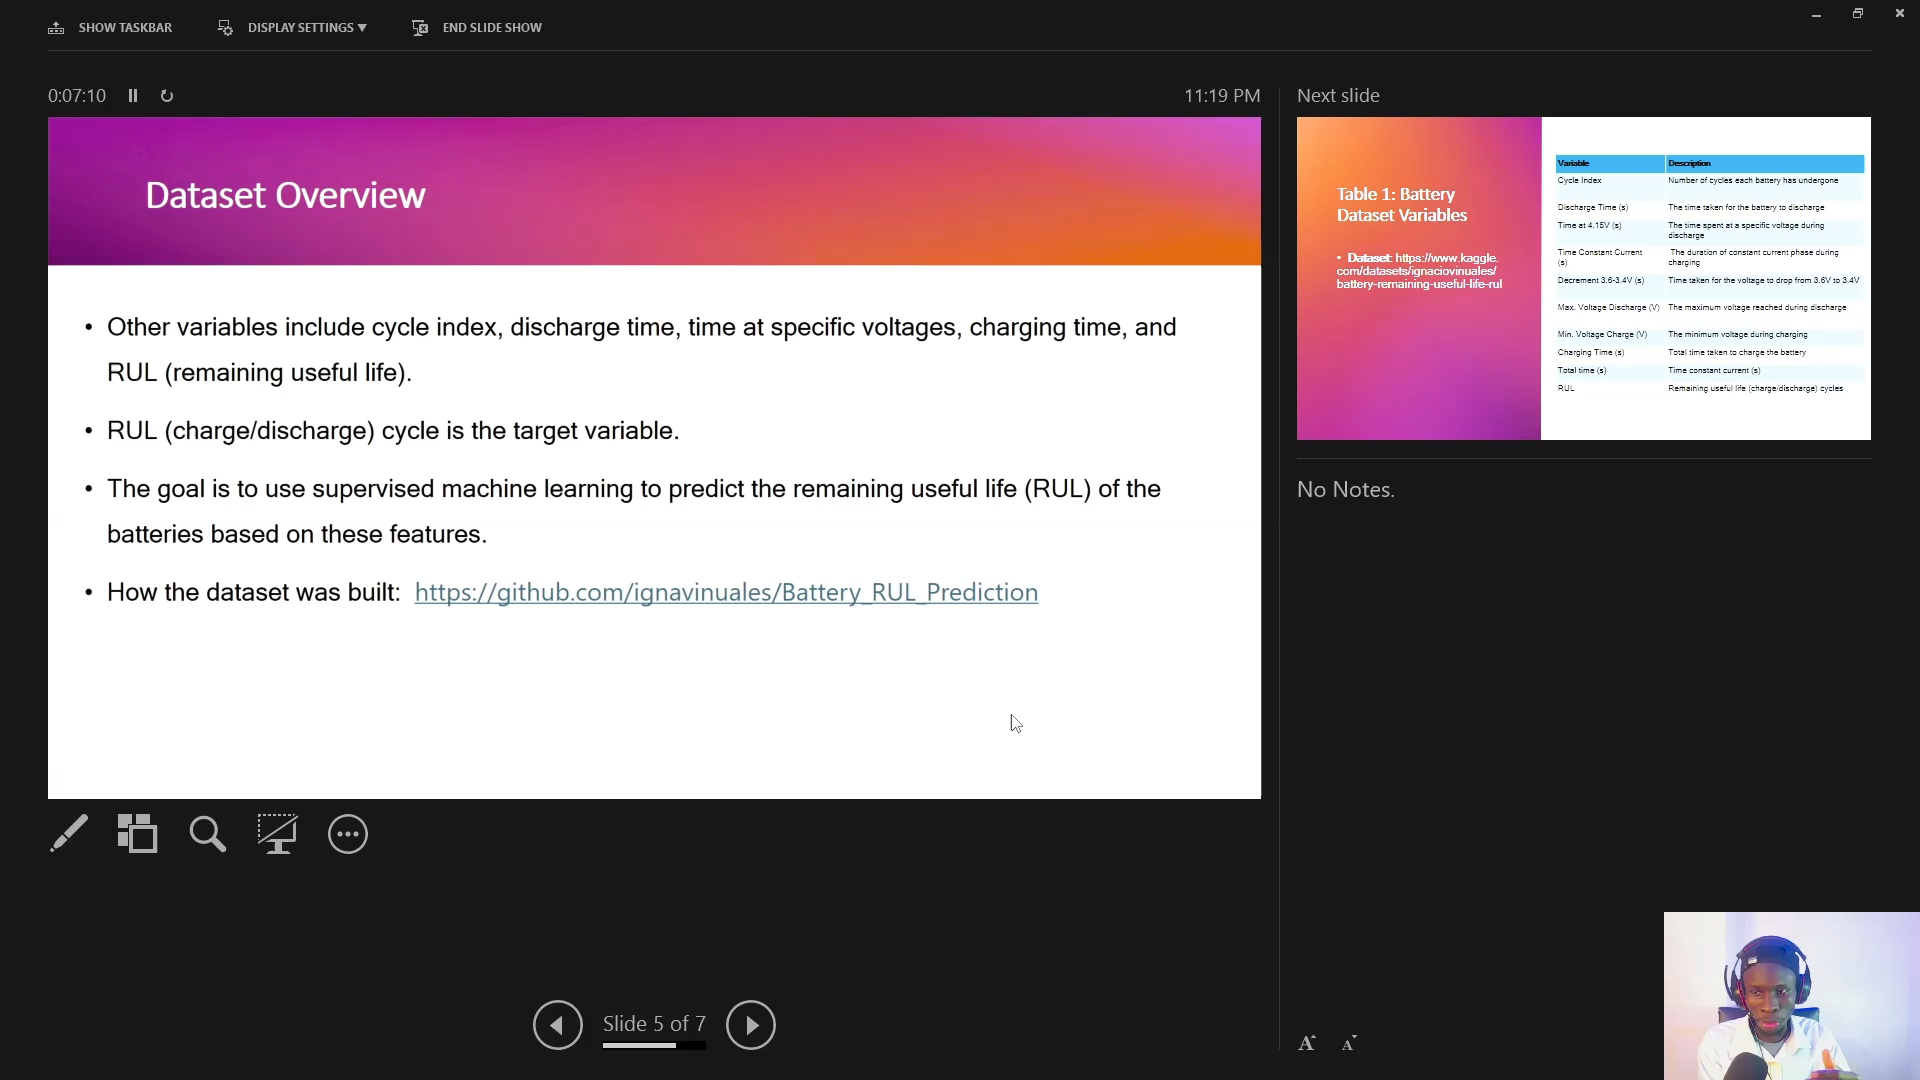 SHOW TASKBAR
DISPLAY SETTINGS ▼
END SLIDE SHOW
0:07:10
11:19 PM
Dataset Overview
• Other variables include cycle index, discharge time, time at specific voltages, charging time, and
RUL (remaining useful life).
• RUL (charge/discharge) cycle is the target variable.
• The goal is to use supervised machine learning to predict the remaining useful life (RUL) of the
batteries based on these features.
• How the dataset was built: https://github.com/ignavinuales/Battery_RUL_Prediction
Slide 5 of 7
Next slide
Table 1: Battery
Dataset Variables
• Dataset: https://www.kaggle.
com/datasets/ignaciovinuales/
battery-remaining-useful-life-rul
Variable Description
Cycle Index Number of cycles each battery has undergone
Discharge Time (s) The time taken for the battery to discharge
Time at 4.15V (s) The time spent at a specific voltage during
discharge
Time Constant Current The duration of constant current phase during
(s) charging
Decrement 3.6-3.4V (s) Time taken for the voltage to drop from 3.6V to 3.4V
Max. Voltage Discharge (V) The maximum voltage reached during discharge
Min. Voltage Charge (V) The minimum voltage during charging
Charging Time (s) Total time taken to charge the battery
Total time (s) Time constant current (s)
RUL Remaining useful life (charge/discharge) cycles
No Notes.
A A